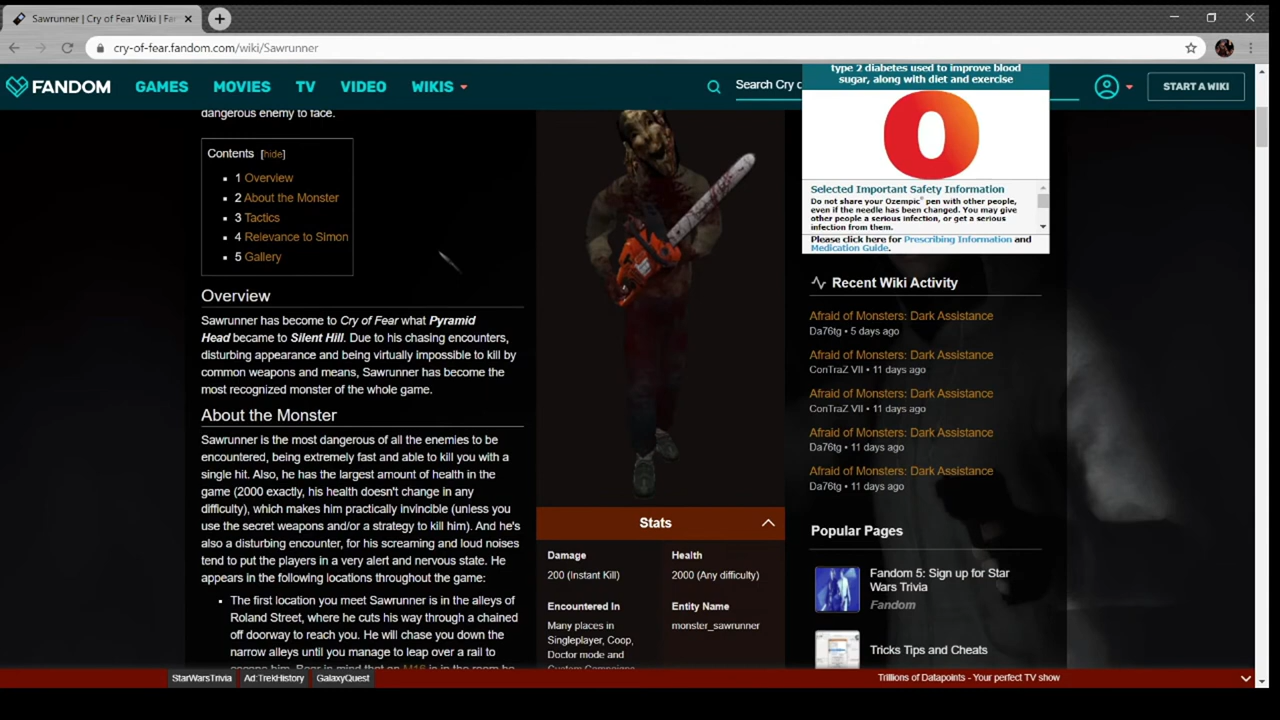 Sawrunner | Cry of Fear Wiki | Fan
cry-of-fear.fandom.com/wiki/Sawrunner
FANDOM
GAMES
MOVIES
TV
VIDEO
WIKIS
Search Cry o
START A WIKI
dangerous enemy to face.
Contents [hide]
1 Overview
2 About the Monster
3 Tactics
4 Relevance to Simon
5 Gallery
Overview
Sawrunner has become to Cry of Fear what Pyramid
Head became to Silent Hill. Due to his chasing encounters,
disturbing appearance and being virtually impossible to kill by
common weapons and means, Sawrunner has become the
most recognized monster of the whole game.
About the Monster
Sawrunner is the most dangerous of all the enemies to be
encountered, being extremely fast and able to kill you with a
single hit. Also, he has the largest amount of health in the
game (2000 exactly, his health doesn't change in any
difficulty), which makes him practically invincible (unless you
use the secret weapons and/or a strategy to kill him). And he's
also a disturbing encounter, for his screaming and loud noises
tend to put the players in a very alert and nervous state. He
appears in the following locations throughout the game:
The first location you meet Sawrunner is in the alleys of
Roland Street, where he cuts his way through a chained
off doorway to reach you. He will chase you down the
narrow alleys until you manage to leap over a rail to
escape him. Bear in mind that an M16 is in the room he
Stats
Damage
200 (Instant Kill)
Health
2000 (Any difficulty)
Encountered In
Many places in
Singleplayer, Coop,
Doctor mode and
Custom Campaigns
Entity Name
monster_sawrunner
type 2 diabetes used to improve blood
sugar, along with diet and exercise
Selected Important Safety Information
Do not share your Ozempic® pen with other people,
even if the needle has been changed. You may give
other people a serious infection, or get a serious
infection from them.
Please click here for Prescribing Information and
Medication Guide.
Recent Wiki Activity
Afraid of Monsters: Dark Assistance
Da76tg • 5 days ago
Afraid of Monsters: Dark Assistance
ConTraZ VII • 11 days ago
Afraid of Monsters: Dark Assistance
ConTraZ VII • 11 days ago
Afraid of Monsters: Dark Assistance
Da76tg • 11 days ago
Afraid of Monsters: Dark Assistance
Da76tg • 11 days ago
Popular Pages
Fandom 5: Sign up for Star
Wars Trivia
Fandom
Tricks Tips and Cheats
StarWarsTrivia
Ad:TrekHistory
GalaxyQuest
Trillions of Datapoints - Your perfect TV show